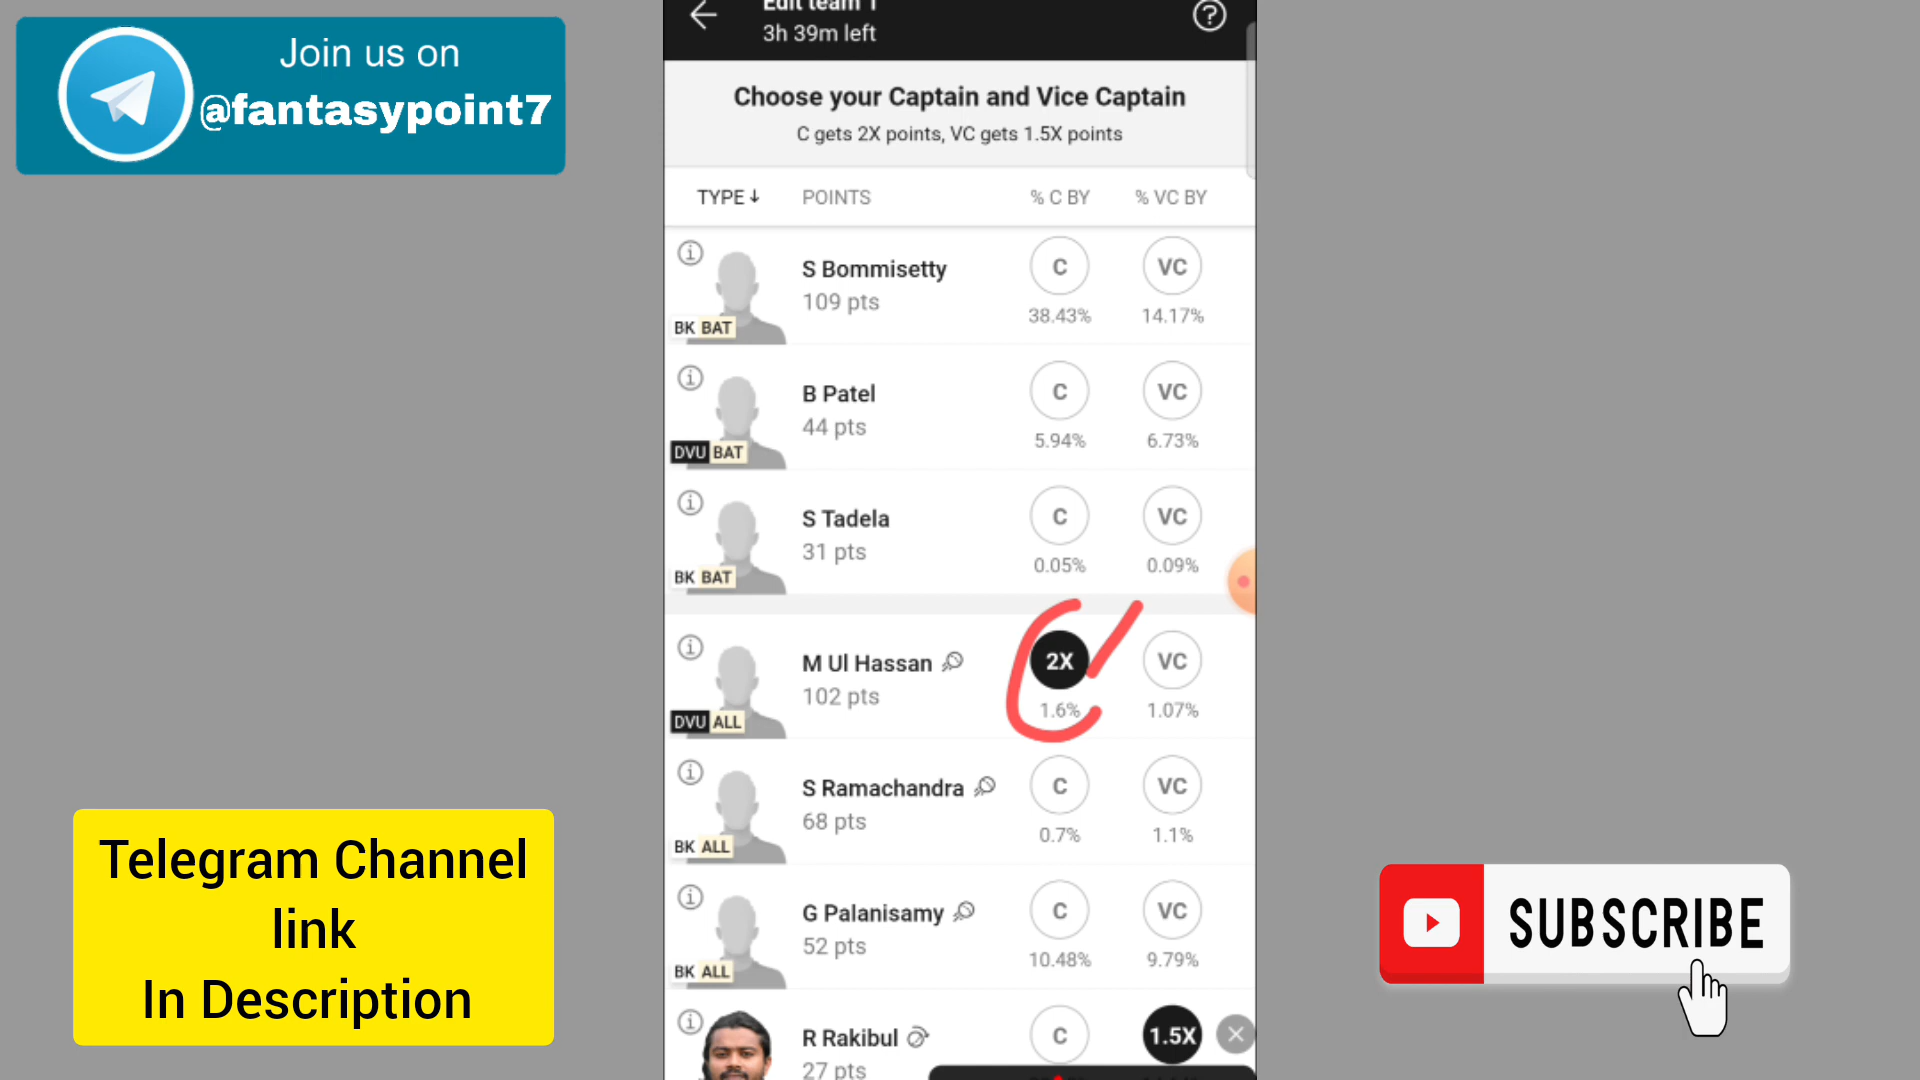 Join us on
@fantasypoint7
Edit team 1
3h 39m left
Choose your Captain and Vice Captain
C gets 2X points, VC gets 1.5X points
TYPE POINTS % C BY % VC BY
S Bommisetty
109 pts
BK BAT
C
VC
38.43%
14.17%
B Patel
44 pts
DVU BAT
C
VC
5.94%
6.73%
S Tadela
31 pts
BK BAT
C
VC
0.05%
0.09%
M Ul Hassan
102 pts
DVU ALL
2X
VC
1.6%
1.07%
S Ramachandra
68 pts
BK ALL
C
VC
0.7%
1.1%
G Palanisamy
52 pts
BK ALL
C
VC
10.48%
9.79%
R Rakibul
27 pts
C
1.5X
Telegram Channel
link
In Description
SUBSCRIBE